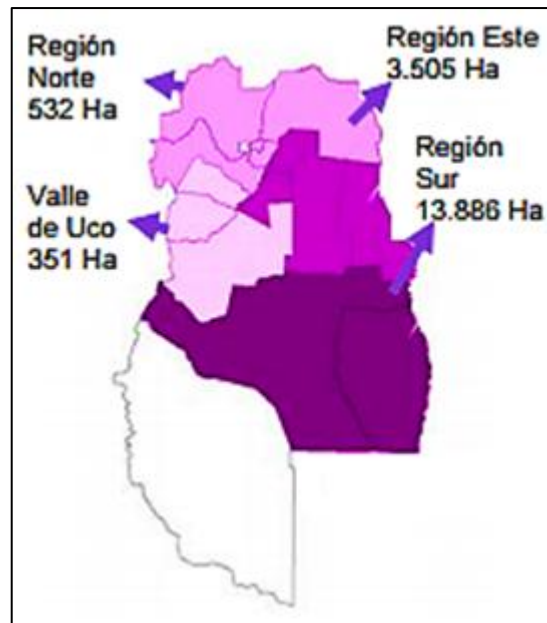 Región
Norte
532 Ha
Región Este
3.505 Ha
Región
Sur
13.886 Ha
Valle
de Uco
351 Ha